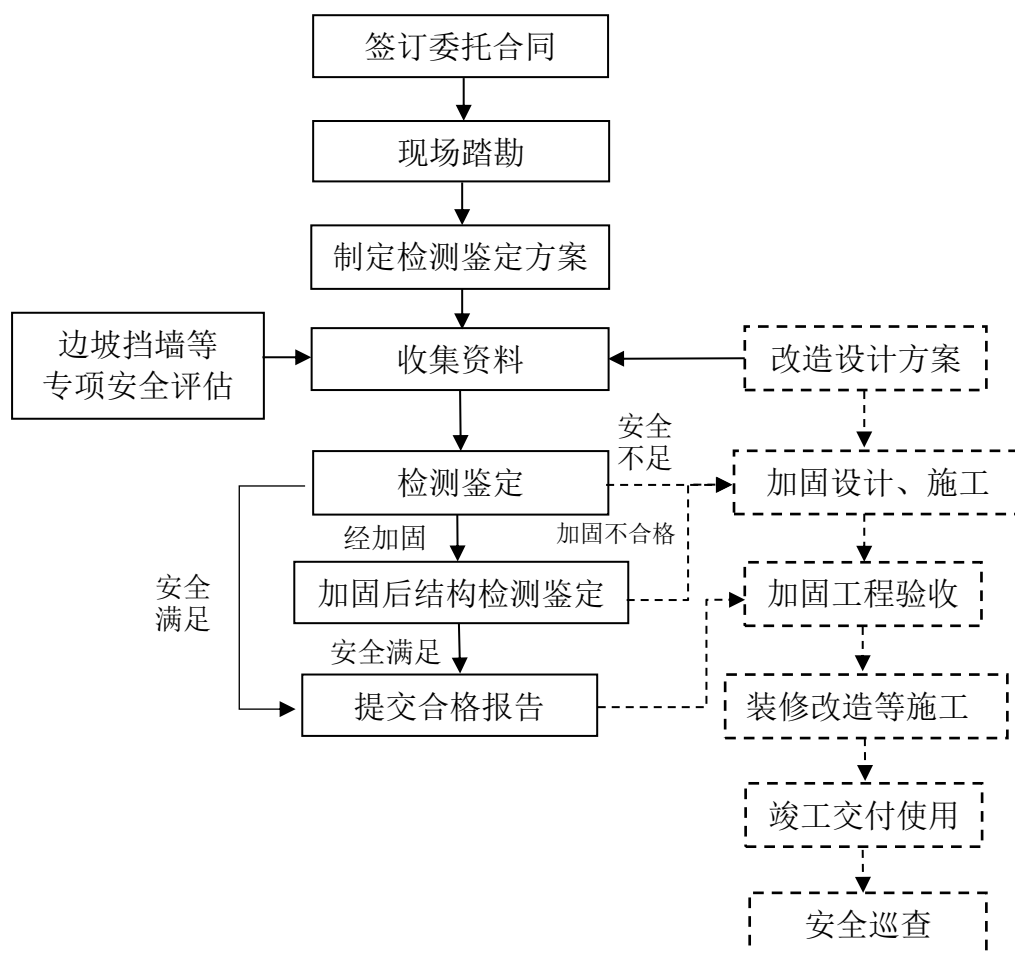 签订委托合同
现场踏勘
制定检测鉴定方案
边坡挡墙等
专项安全评估
收集资料
改造设计方案
安全
不足
检测鉴定
加固设计、施工
经加固
加固不合格
安全
满足
加固后结构检测鉴定
加固工程验收
安全满足
提交合格报告
装修改造等施工
竣工交付使用
安全巡查